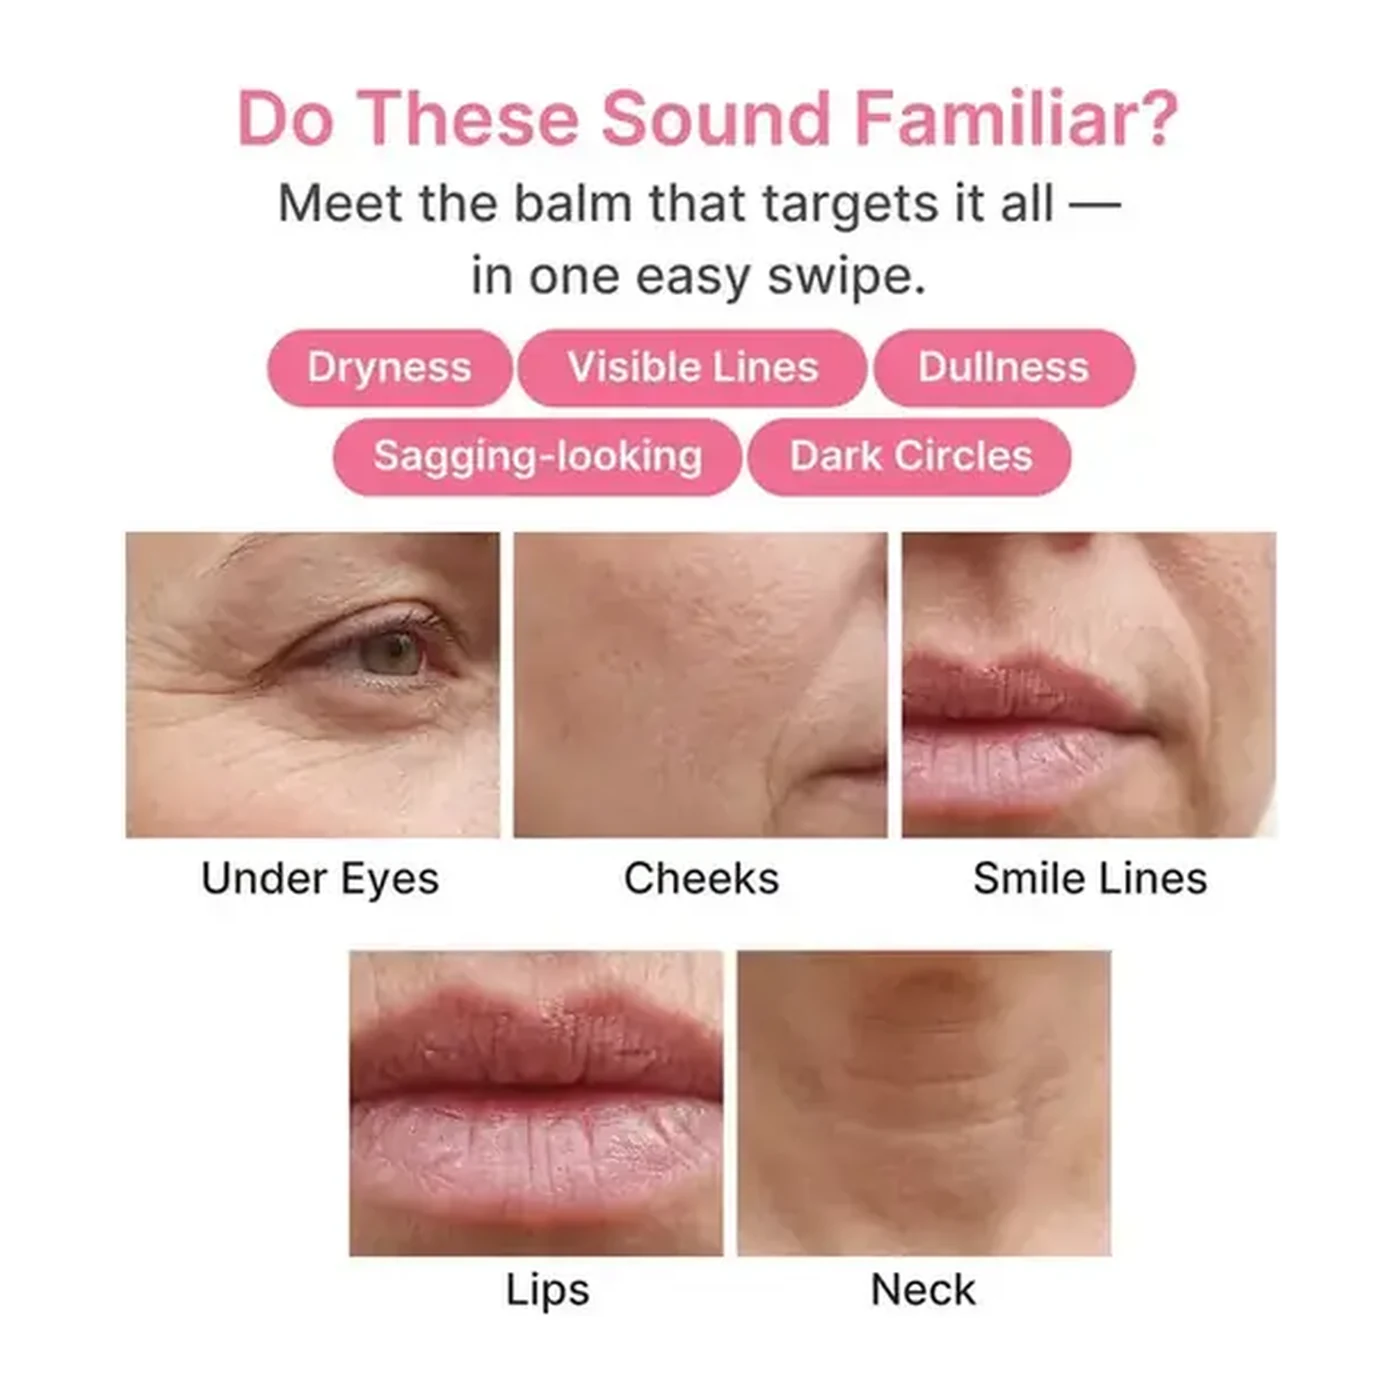 Do These Sound Familiar?
Meet the balm that targets it all —
in one easy swipe.
Dryness Visible Lines Dullness
Sagging-looking Dark Circles
Under Eyes Cheeks Smile Lines
Lips Neck